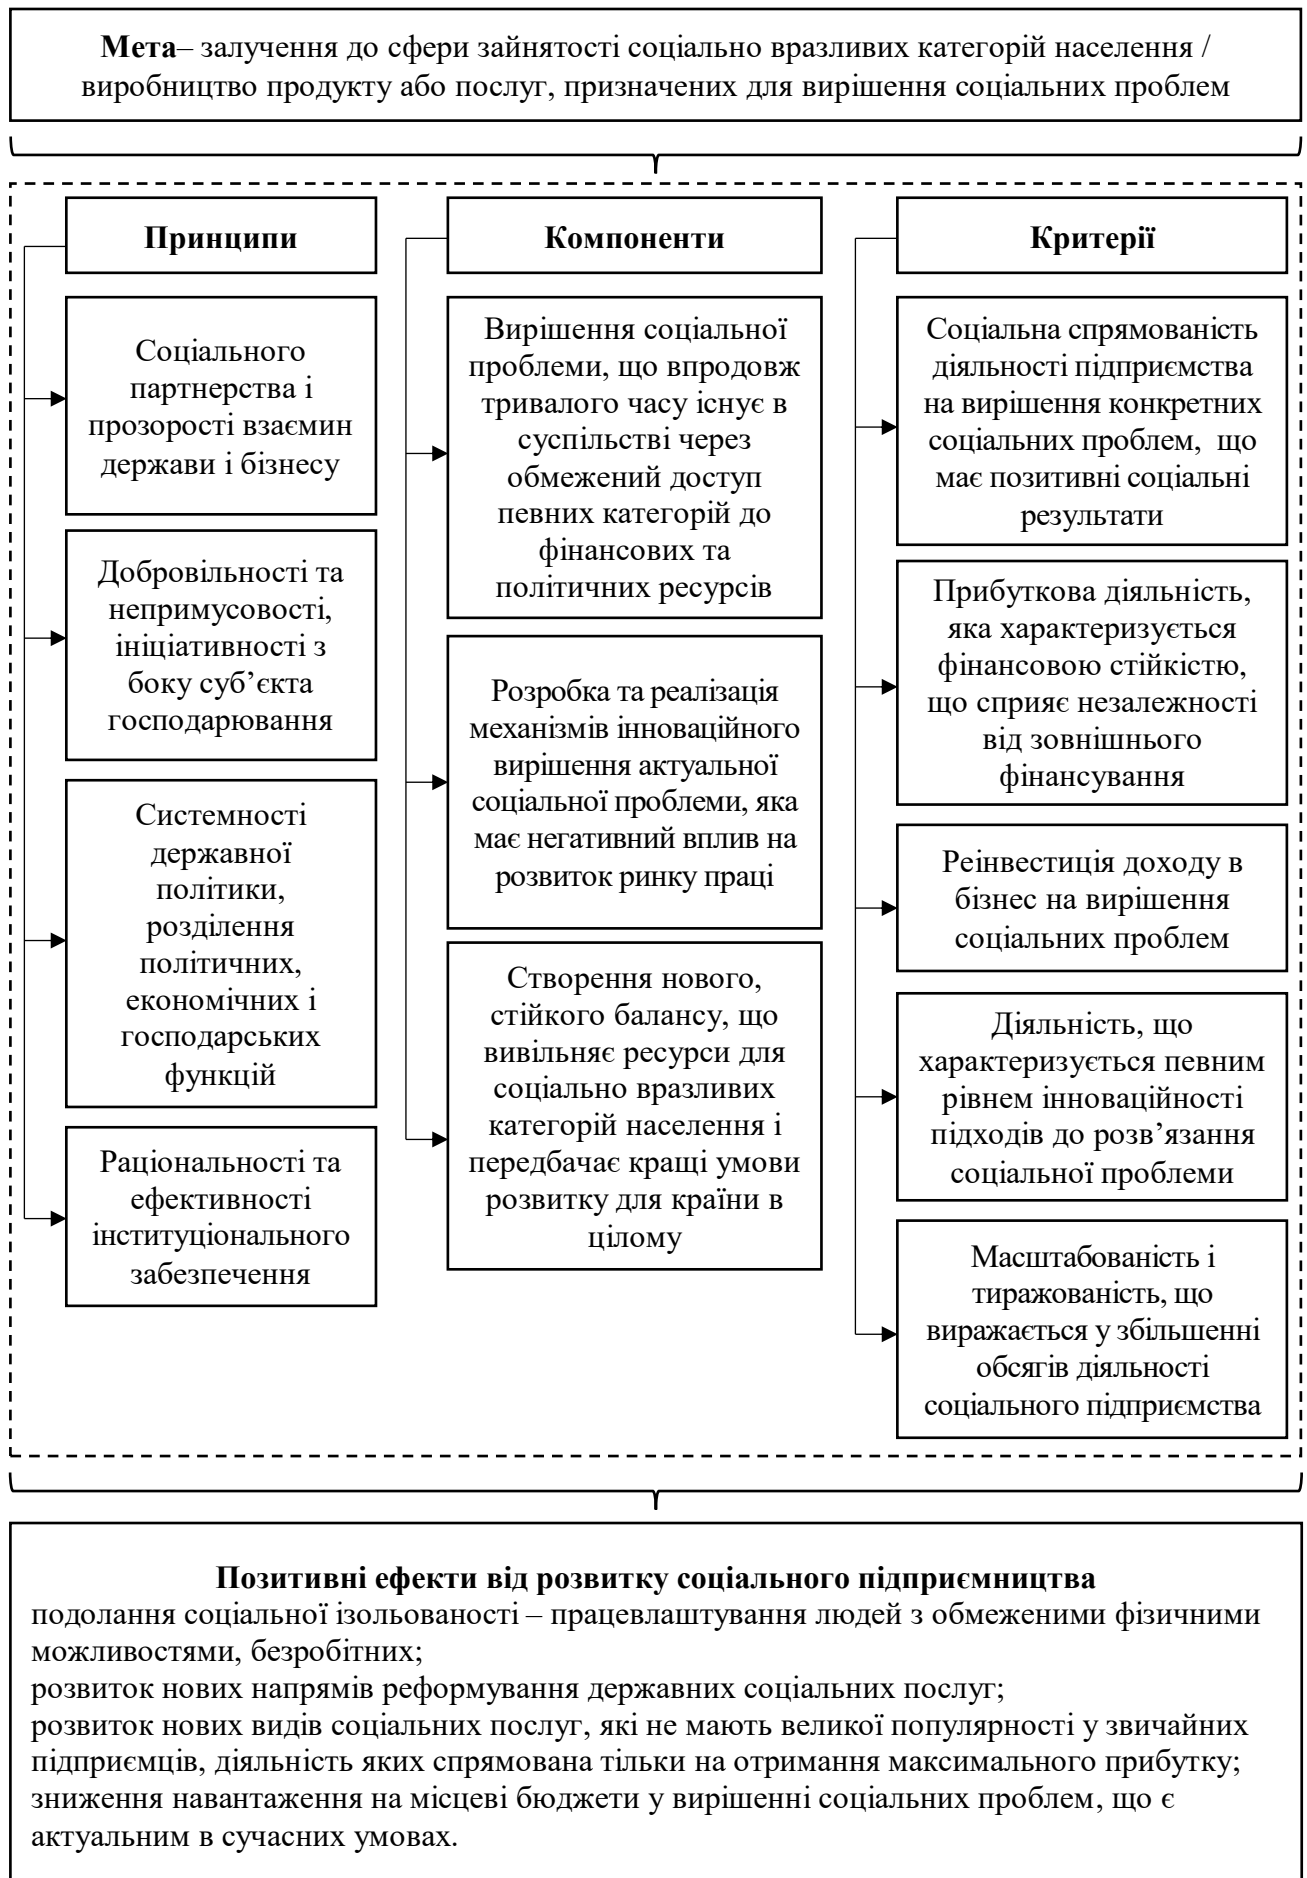 Мета– залучення до сфери зайнятості соціально вразливих категорій населення /
виробництво продукту або послуг, призначених для вирішення соціальних проблем
Принципи
Соціального
партнерства і
прозорості взаємин
держави і бізнесу
Добровільності та
непримусовості,
ініціативності з
боку суб’єкта
господарювання
Системності
державної
політики,
розділення
політичних,
економічних і
господарських
функцій
Раціональності та
ефективності
інституціонального
забезпечення
Компоненти
Вирішення соціальної
проблеми, що впродовж
тривалого часу існує в
суспільстві через
обмежений доступ
певних категорій до
фінансових та
політичних ресурсів
Розробка та реалізація
механізмів інноваційного
вирішення актуальної
соціальної проблеми, яка
має негативний вплив на
розвиток ринку праці
Створення нового,
стійкого балансу, що
вивільняє ресурси для
соціально вразливих
категорій населення і
передбачає кращі умови
розвитку для країни в
цілому
Критерії
Соціальна спрямованість
діяльності підприємства
на вирішення конкретних
соціальних проблем, що
має позитивні соціальні
результати
Прибуткова діяльність,
яка характеризується
фінансовою стійкістю,
що сприяє незалежності
від зовнішнього
фінансування
Реінвестиція доходу в
бізнес на вирішення
соціальних проблем
Діяльність, що
характеризується певним
рівнем інноваційності
підходів до розв’язання
соціальної проблеми
Масштабованість і
тиражованість, що
виражається у збільшенні
обсягів діяльності
соціального підприємства
Позитивні ефекти від розвитку соціального підприємництва
подолання соціальної ізольованості – працевлаштування людей з обмеженими фізичними
можливостями, безробітних;
розвиток нових напрямів реформування державних соціальних послуг;
розвиток нових видів соціальних послуг, які не мають великої популярності у звичайних
підприємців, діяльність яких спрямована тільки на отримання максимального прибутку;
зниження навантаження на місцеві бюджети у вирішенні соціальних проблем, що є
актуальним в сучасних умовах.